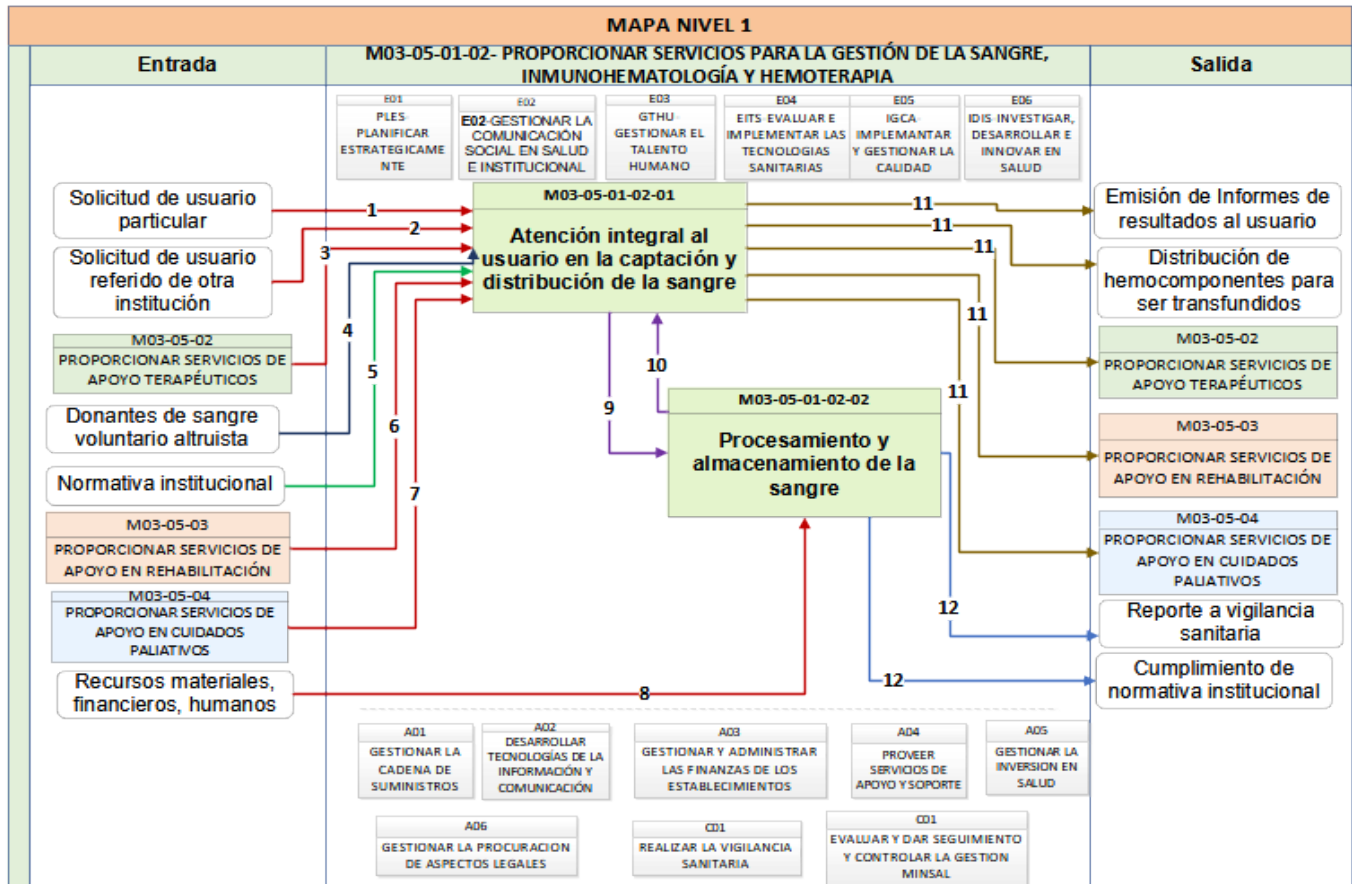 MAPA NIVEL 1
Entrada
M03-05-01-02- PROPORCIONAR SERVICIOS PARA LA GESTIÓN DE LA SANGRE,
INMUNOHEMATOLOGÍA Y HEMOTERAPIA
Salida
E01
PLES-
PLANIFICAR
ESTRATEGICAME
NTE
E02
E02-GESTIONAR LA
COMUNICACIÓN
SOCIAL EN SALUD
E INSTITUCIONAL
E03
GTHU-
GESTIONAR EL
TALENTO
HUMANO
E04
EITS-EVALUAR E
IMPLEMENTAR LAS
TECNOLOGIAS
SANITARIAS
E05
IGCA-
IMPLAMANTAR
Y GESTIONAR LA
CALIDAD
E06
IDIS-INVESTIGAR,
DESARROLLAR E
INNOVAR EN
SALUD
Solicitud de usuario
particular
Solicitud de usuario
referido de otra
institución
M03-05-02
PROPORCIONAR SERVICIOS DE
APOYO TERAPÉUTICOS
Donantes de sangre
voluntario altruista
Normativa institucional
M03-05-03
PROPORCIONAR SERVICIOS DE
APOYO EN REHABILITACIÓN
M03-05-04
PROPORCIONAR SERVICIOS DE
APOYO EN CUIDADOS
PALIATIVOS
Recursos materiales,
financieros, humanos
1
2
3
4
5
6
7
8
M03-05-01-02-01
Atención integral al
usuario en la captación y
distribución de la sangre
9
10
M03-05-01-02-02
Procesamiento y
almacenamiento de la
sangre
11
11
11
11
11
12
12
Emisión de Informes de
resultados al usuario
Distribución de
hemocomponentes para
ser transfundidos
M03-05-02
PROPORCIONAR SERVICIOS DE
APOYO TERAPÉUTICOS
M03-05-03
PROPORCIONAR SERVICIOS DE
APOYO EN REHABILITACIÓN
M03-05-04
PROPORCIONAR SERVICIOS DE
APOYO EN CUIDADOS
PALIATIVOS
Reporte a vigilancia
sanitaria
Cumplimiento de
normativa institucional
A01
GESTIONAR LA
CADENA DE
SUMINISTROS
A02
DESARROLLAR
TECNOLOGÍAS DE LA
INFORMACIÓN Y
COMUNICACIÓN
A03
GESTIONAR Y ADMINISTRAR
LAS FINANZAS DE LOS
ESTABLECIMIENTOS
A04
PROVEER
SERVICIOS DE
APOYO Y SOPORTE
A05
GESTIONAR LA
INVERSION EN
SALUD
A06
GESTIONAR LA PROCURACION
DE ASPECTOS LEGALES
C01
REALIZAR LA VIGILANCIA
SANITARIA
C01
EVALUAR Y DAR SEGUIMIENTO
Y CONTROLAR LA GESTION
MINSAL